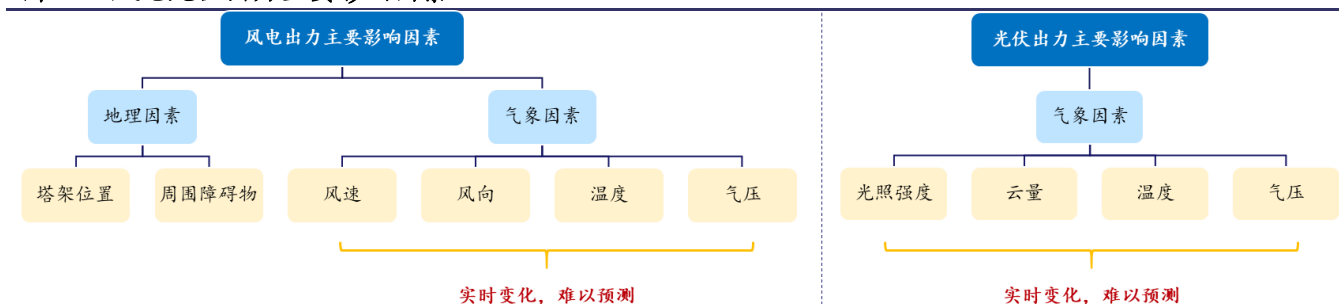 风电出力主要影响因素
地理因素
气象因素
塔架位置
周围障碍物
风速
风向
温度
气压
实时变化，难以预测
光伏出力主要影响因素
气象因素
光照强度
云量
温度
气压
实时变化，难以预测